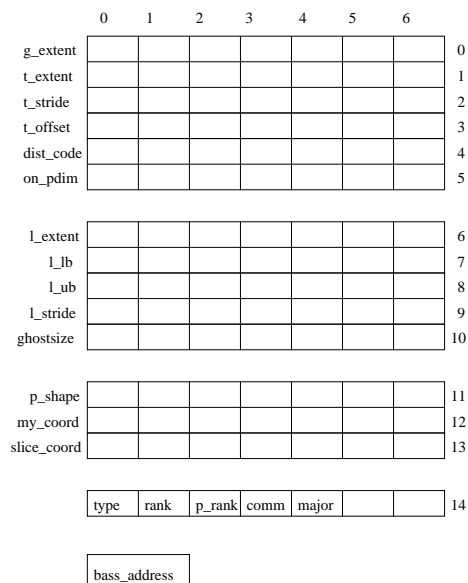 0 1 2 3 4 5 6
g_extent 0
t_extent 1
t_stride 2
t_offset 3
dist_code 4
on_pdim 5
l_extent 6
l_lb 7
l_ub 8
l_stride 9
ghostsize 10
p_shape 11
my_coord 12
slice_coord 13
type rank p_rank comm major 14
bass_address